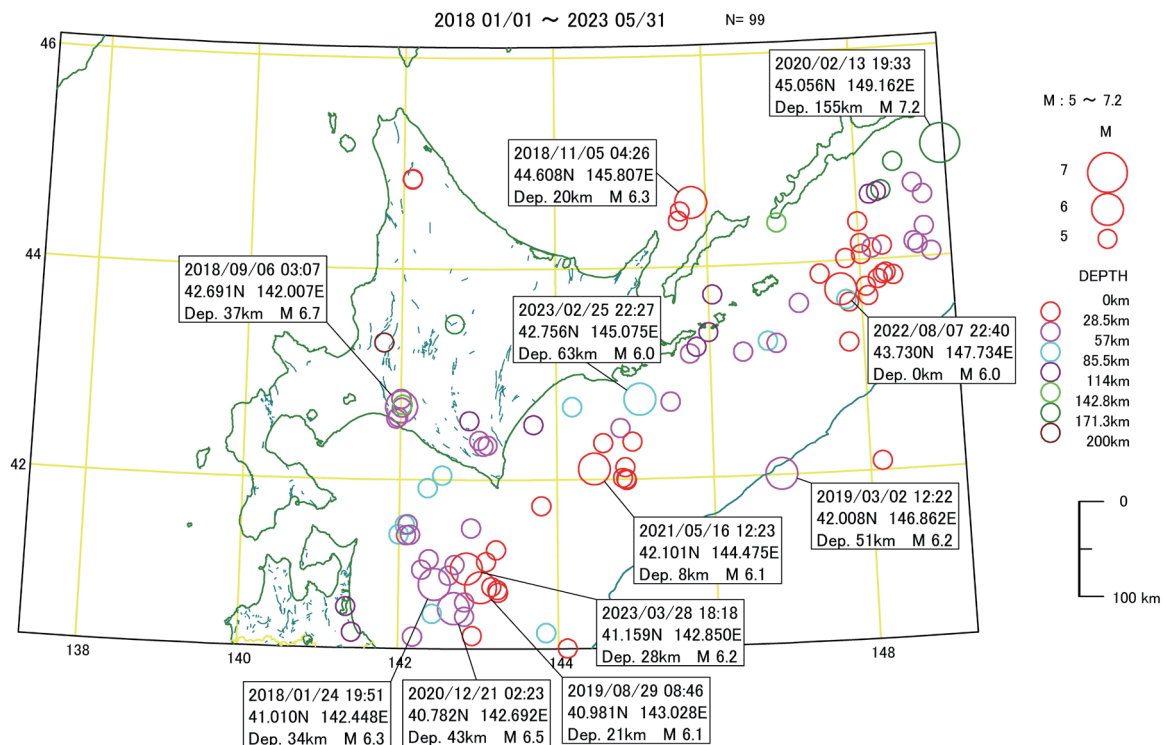 2018 01/01 ～ 2023 05/31 N= 99
46
44
42
138
140
142
144
148
2020/02/13 19:33
45.056N 149.162E
Dep. 155km M 7.2
2018/11/05 04:26
44.608N 145.807E
Dep. 20km M 6.3
2018/09/06 03:07
42.691N 142.007E
Dep. 37km M 6.7
2023/02/25 22:27
42.756N 145.075E
Dep. 63km M 6.0
2022/08/07 22:40
43.730N 147.734E
Dep. 0km M 6.0
2019/03/02 12:22
42.008N 146.862E
Dep. 51km M 6.2
2021/05/16 12:23
42.101N 144.475E
Dep. 8km M 6.1
2023/03/28 18:18
41.159N 142.850E
Dep. 28km M 6.2
2018/01/24 19:51
41.010N 142.448E
Dep. 34km M 6.3
2020/12/21 02:23
40.782N 142.692E
Dep. 43km M 6.5
2019/08/29 08:46
40.981N 143.028E
Dep. 21km M 6.1
M : 5 ～ 7.2
M
7
6
5
DEPTH
0km
28.5km
57km
85.5km
114km
142.8km
171.3km
200km
0
100 km